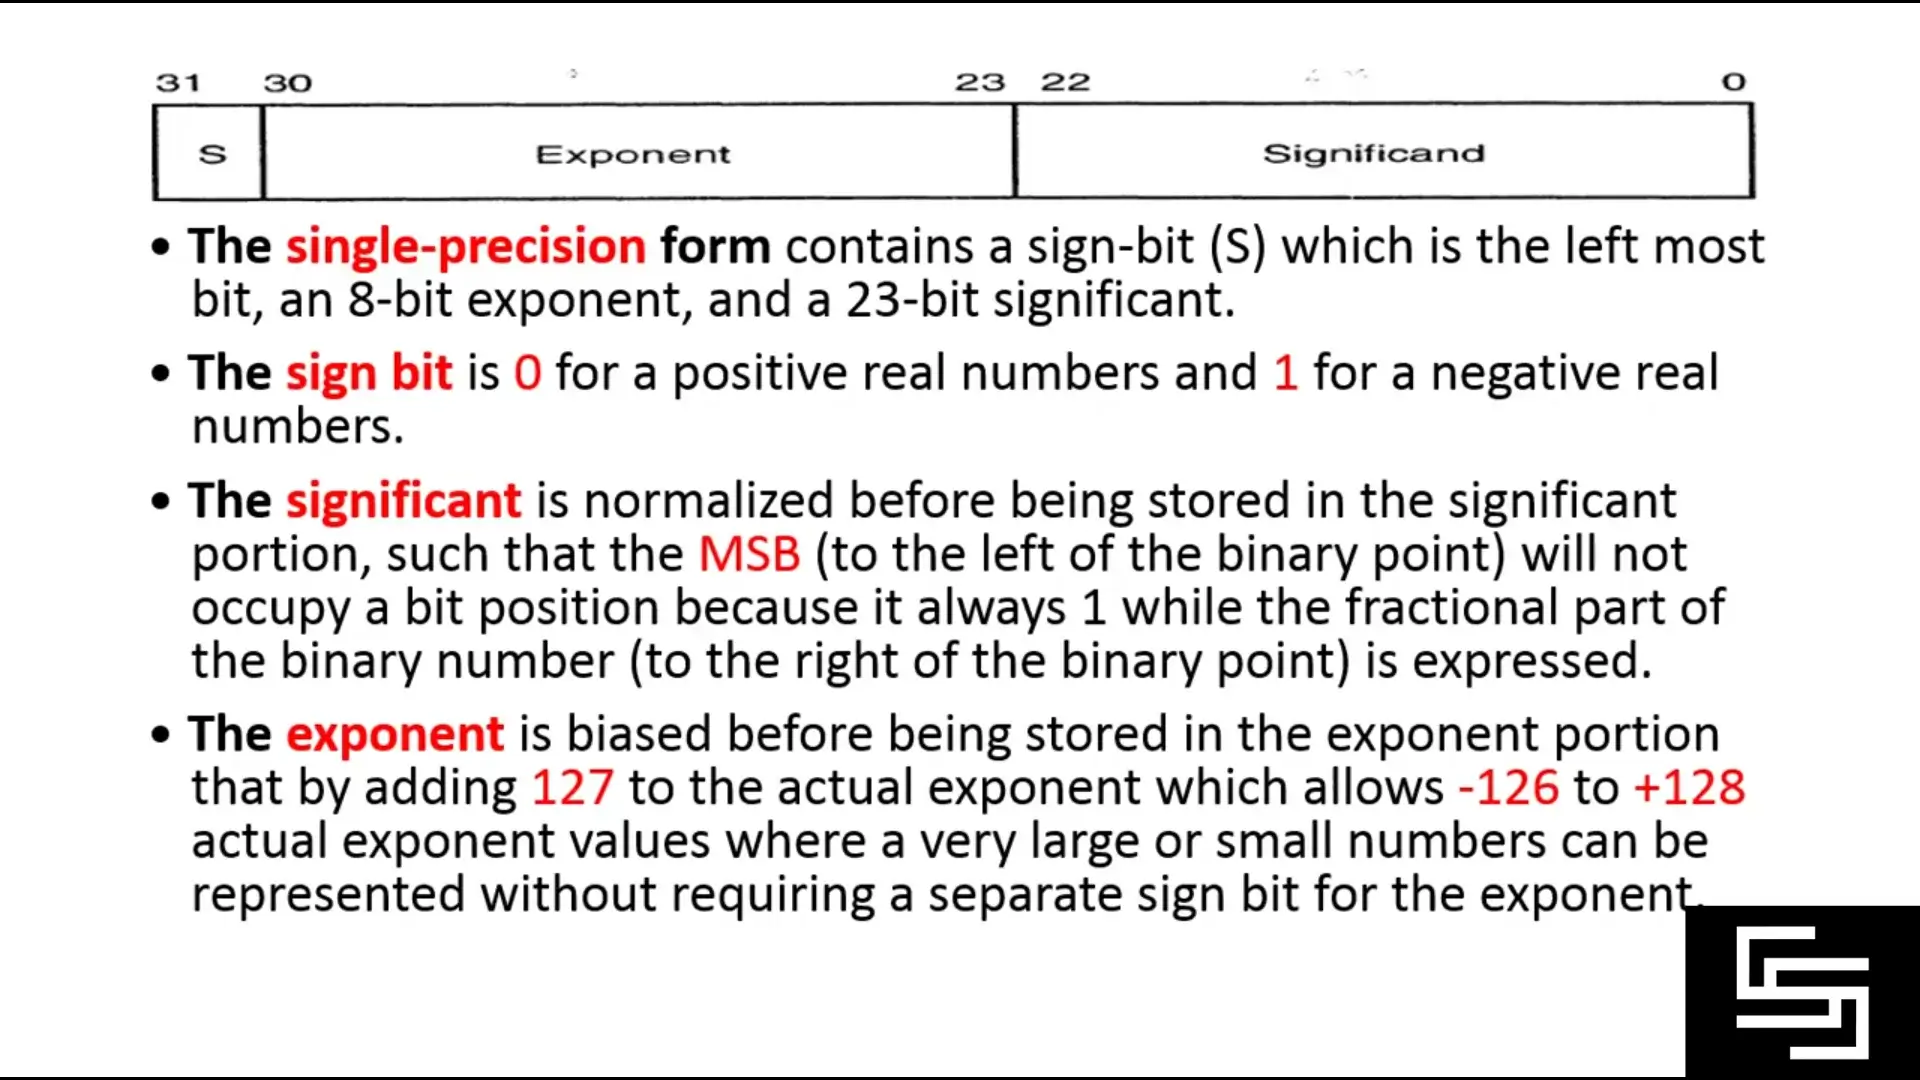 31 30 23 22 0
S Exponent Significand
• The single-precision form contains a sign-bit (S) which is the left most
bit, an 8-bit exponent, and a 23-bit significant.
• The sign bit is 0 for a positive real numbers and 1 for a negative real
numbers.
• The significant is normalized before being stored in the significant
portion, such that the MSB (to the left of the binary point) will not
occupy a bit position because it always 1 while the fractional part of
the binary number (to the right of the binary point) is expressed.
• The exponent is biased before being stored in the exponent portion
that by adding 127 to the actual exponent which allows -126 to +128
actual exponent values where a very large or small numbers can be
represented without requiring a separate sign bit for the exponent.